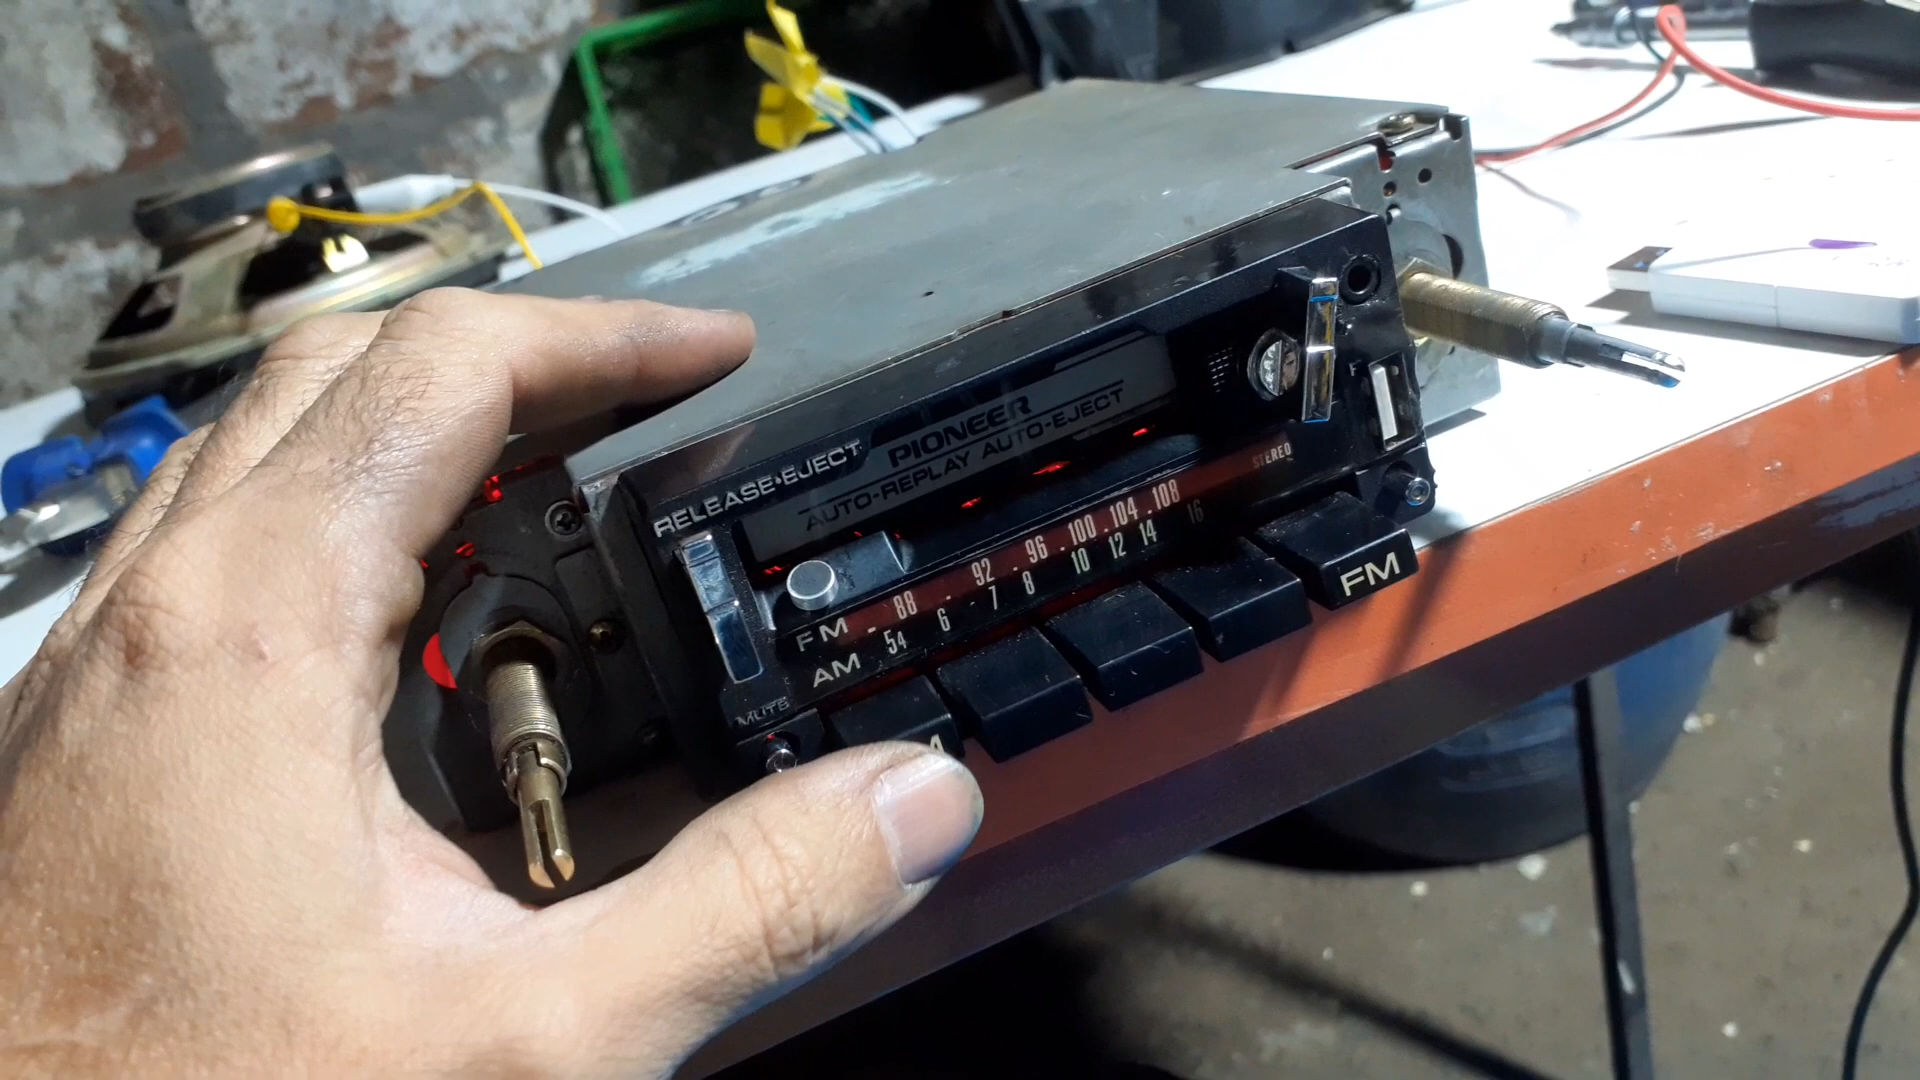 RELEASE•EJECT
PIONEER
AUTO-REPLAY AUTO-EJECT
STEREO
F
FM - 88 · 92 · 96 · 100 · 104 · 108
AM 54 6 7 8 10 12 14 16
MUTE
FM